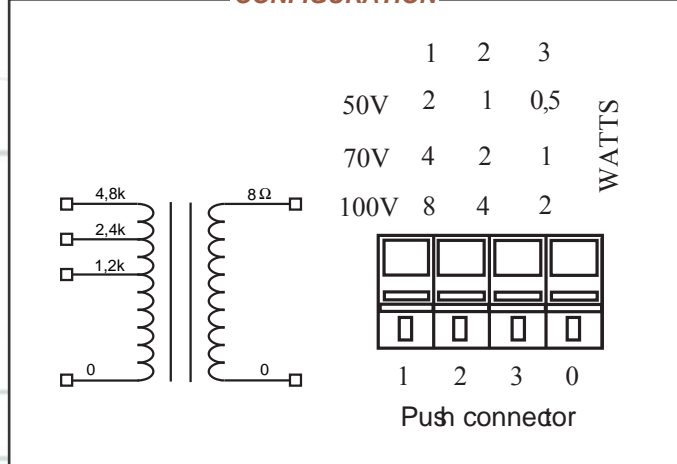 CONFIGURATION
1 2 3
50V 2 1 0,5
70V 4 2 1
100V 8 4 2
WATTS
4,8k
2,4k
1,2k
0
8Ω
0
1 2 3 0
Push connector